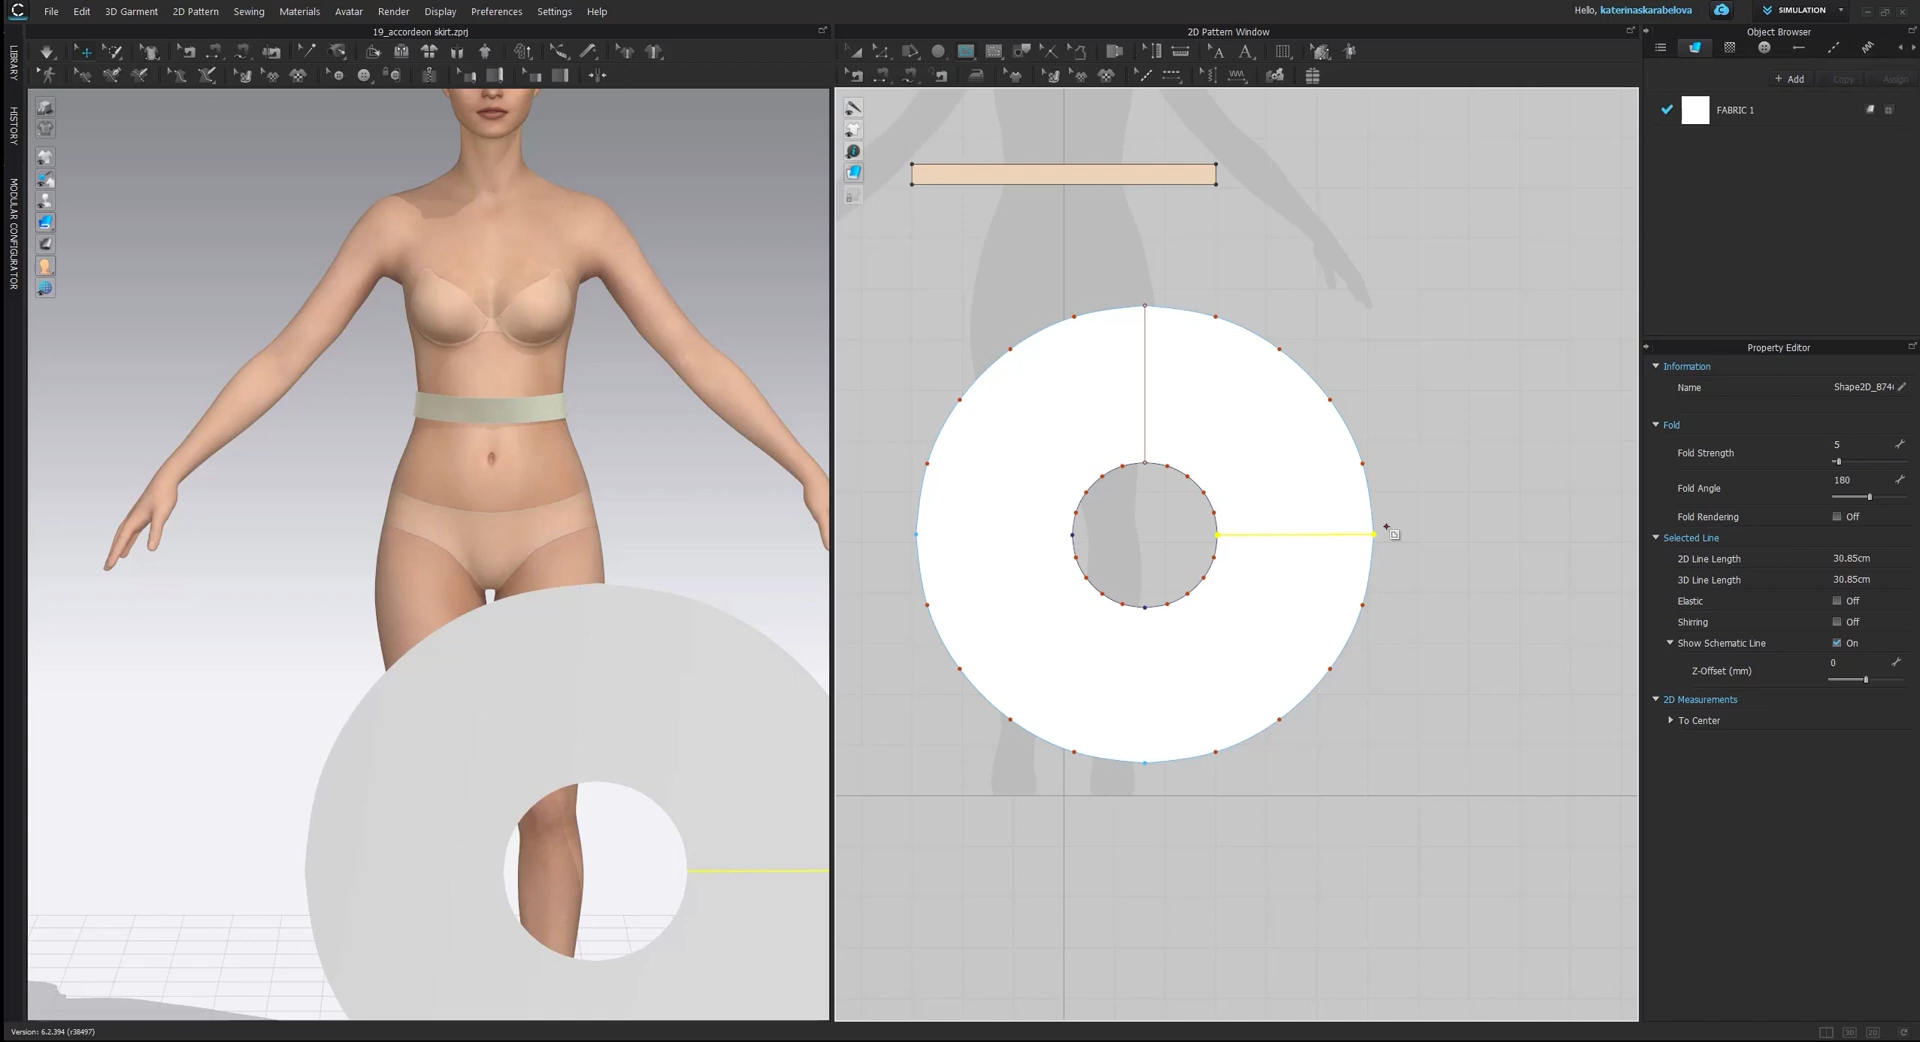 File Edit 3D Garment 2D Pattern Sewing Materials Avatar Render Display Preferences Settings Help
Hello, katerinaskarabelova
SIMULATION
19_accordeon skirt.zprj
2D Pattern Window
Object Browser
LIBRARY
HISTORY
MODULAR CONFIGURATOR
+ Add Copy Assign
FABRIC 1
Property Editor
Information
Name Shape2D_874
Fold
Fold Strength 5
Fold Angle 180
Fold Rendering Off
Selected Line
2D Line Length 30.85cm
3D Line Length 30.85cm
Elastic Off
Shirring Off
Show Schematic Line On
Z-Offset (mm) 0
2D Measurements
To Center
Version: 6.2.394 (r38497)
3D 2D